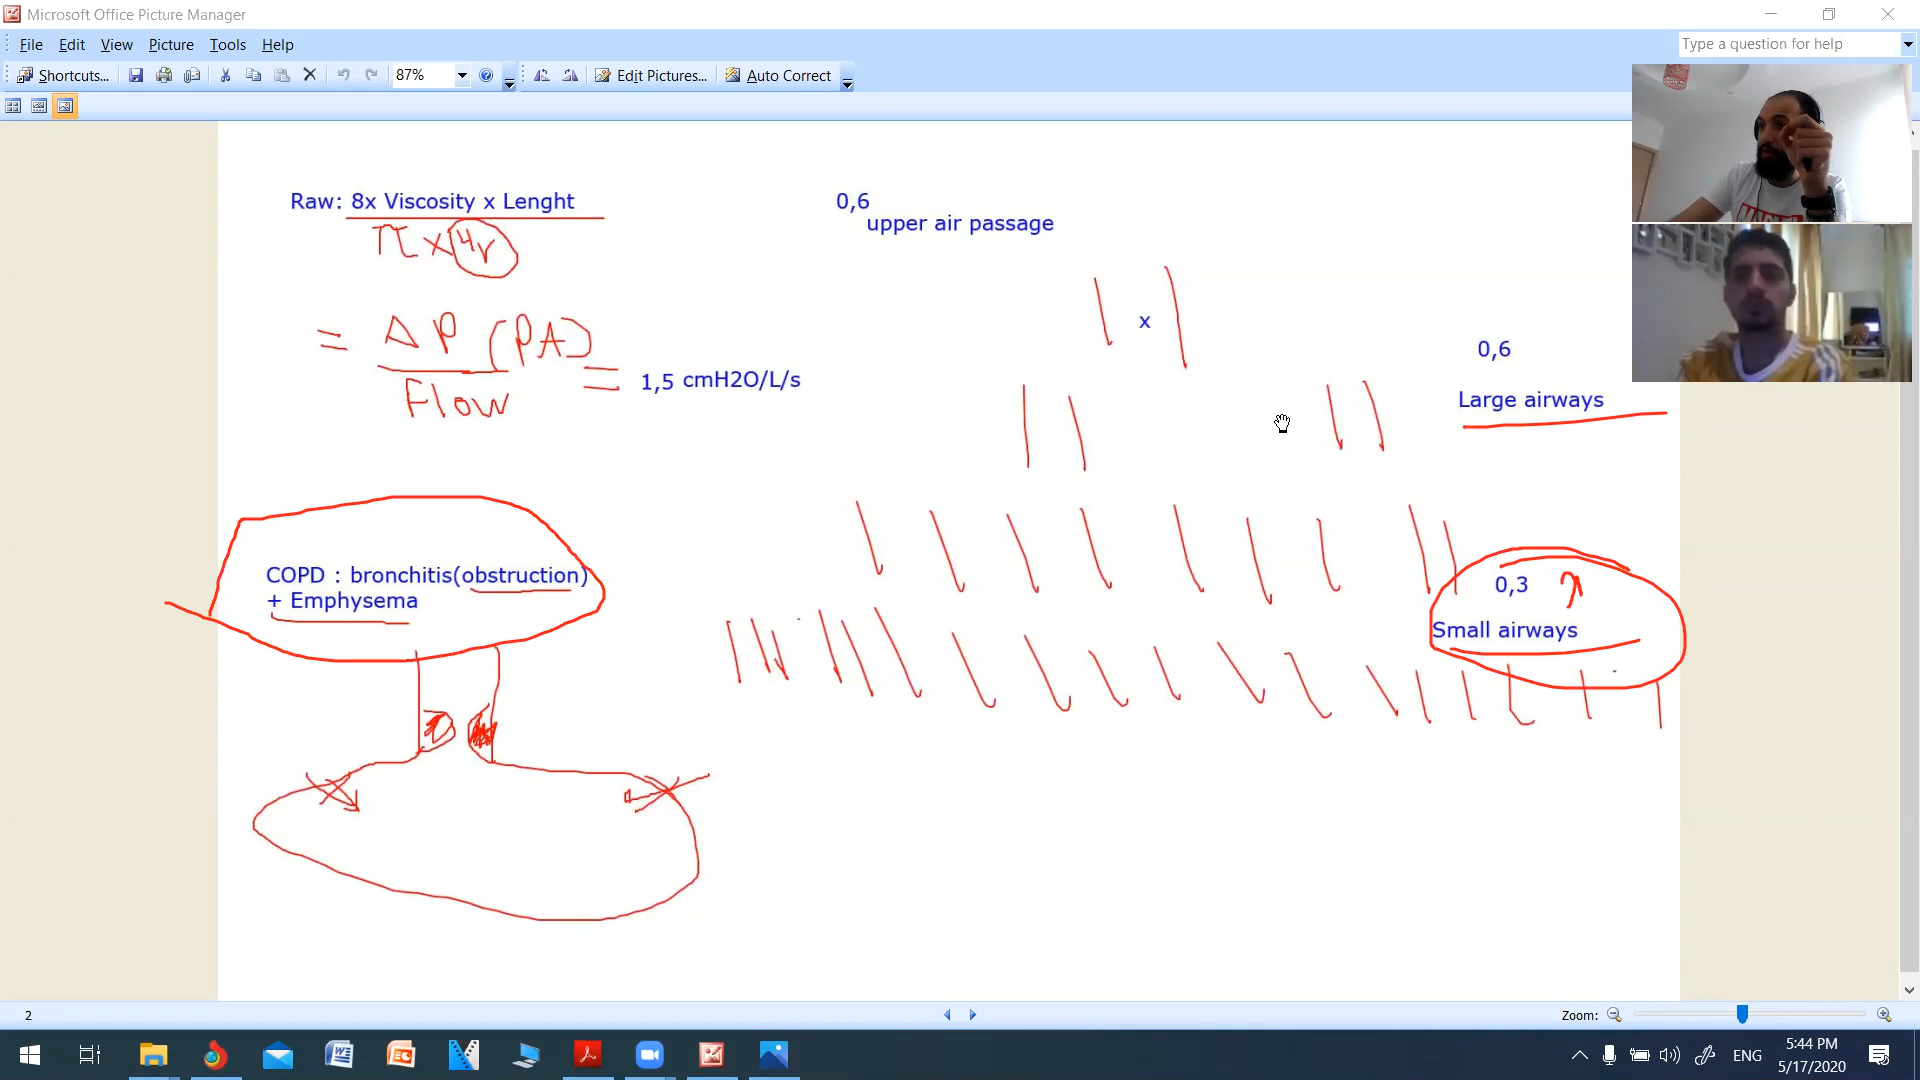 Microsoft Office Picture Manager
File Edit View Picture Tools Help
Type a question for help
Shortcuts... 87% Edit Pictures... Auto Correct
Raw: 8x Viscosity x Lenght
π x 4r
= ΔP (PA) =
Flow
1,5 cmH2O/L/s
0,6
upper air passage
x
0,6
Large airways
COPD : bronchitis(obstruction)
+ Emphysema
0,3
Small airways
2
Zoom:
ENG
5:44 PM
5/17/2020